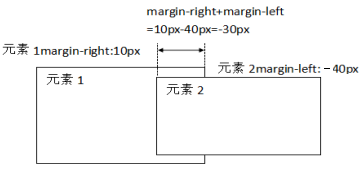 margin-right+margin-left
=10px-40px=-30px
元素 1margin-right:10px
元素 2margin-left: －40px
元素 1
元素 2